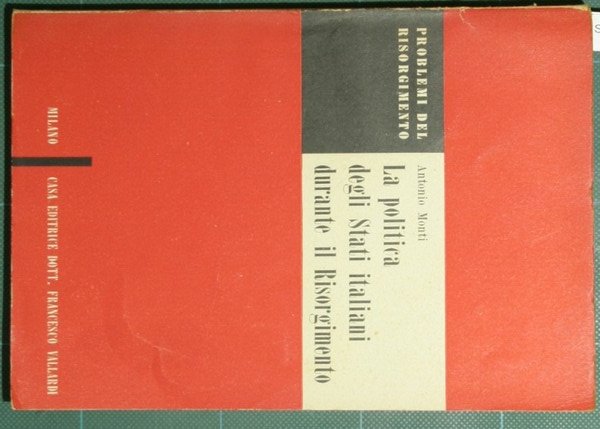 PROBLEMI DEL
RISORGIMENTO
Antonio Monti
La politica
degli Stati italiani
durante il Risorgimento
MILANO CASA EDITRICE DOTT. FRANCESCO VALLARDI
S